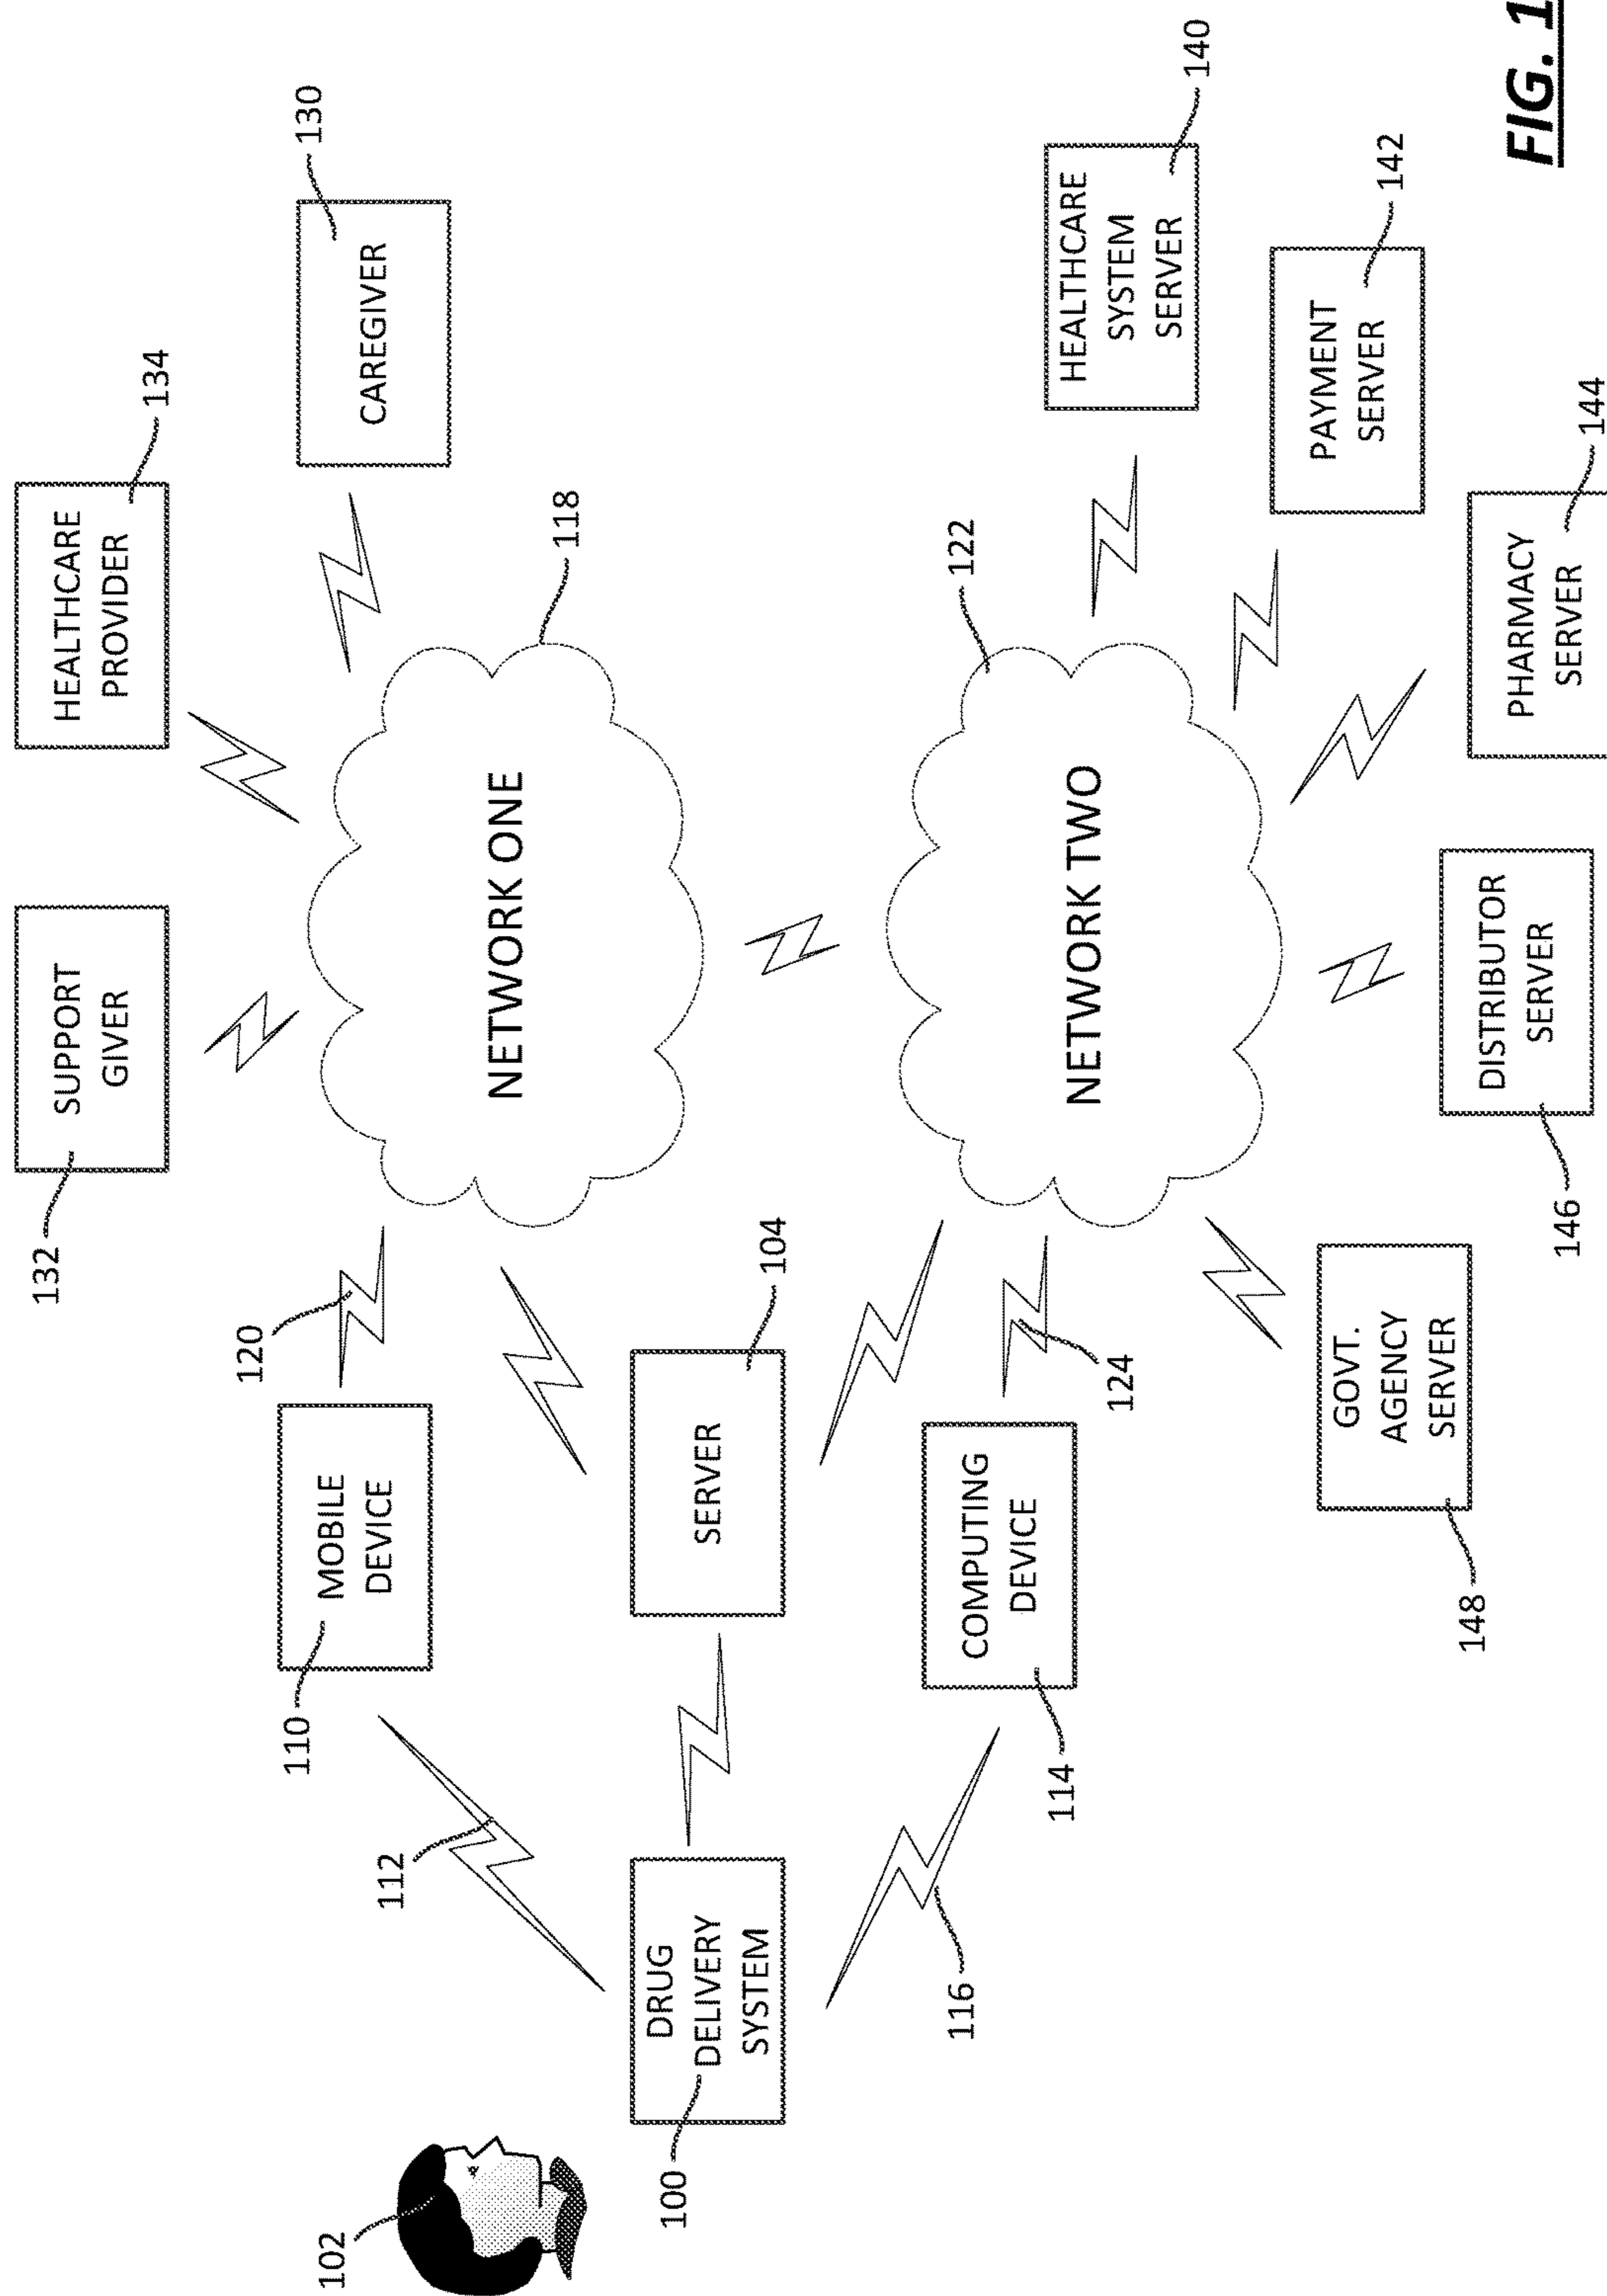 132
SUPPORT
GIVER
HEALTHCARE
PROVIDER
134
120
130
CAREGIVER
110
MOBILE
DEVICE
NETWORK ONE
118
102
112
100
DRUG
DELIVERY
SYSTEM
SERVER
104
116
114
COMPUTING
DEVICE
124
NETWORK TWO
122
HEALTHCARE
SYSTEM
SERVER
140
PAYMENT
SERVER
142
148
GOVT.
AGENCY
SERVER
146
DISTRIBUTOR
SERVER
PHARMACY
SERVER
144
FIG. 1